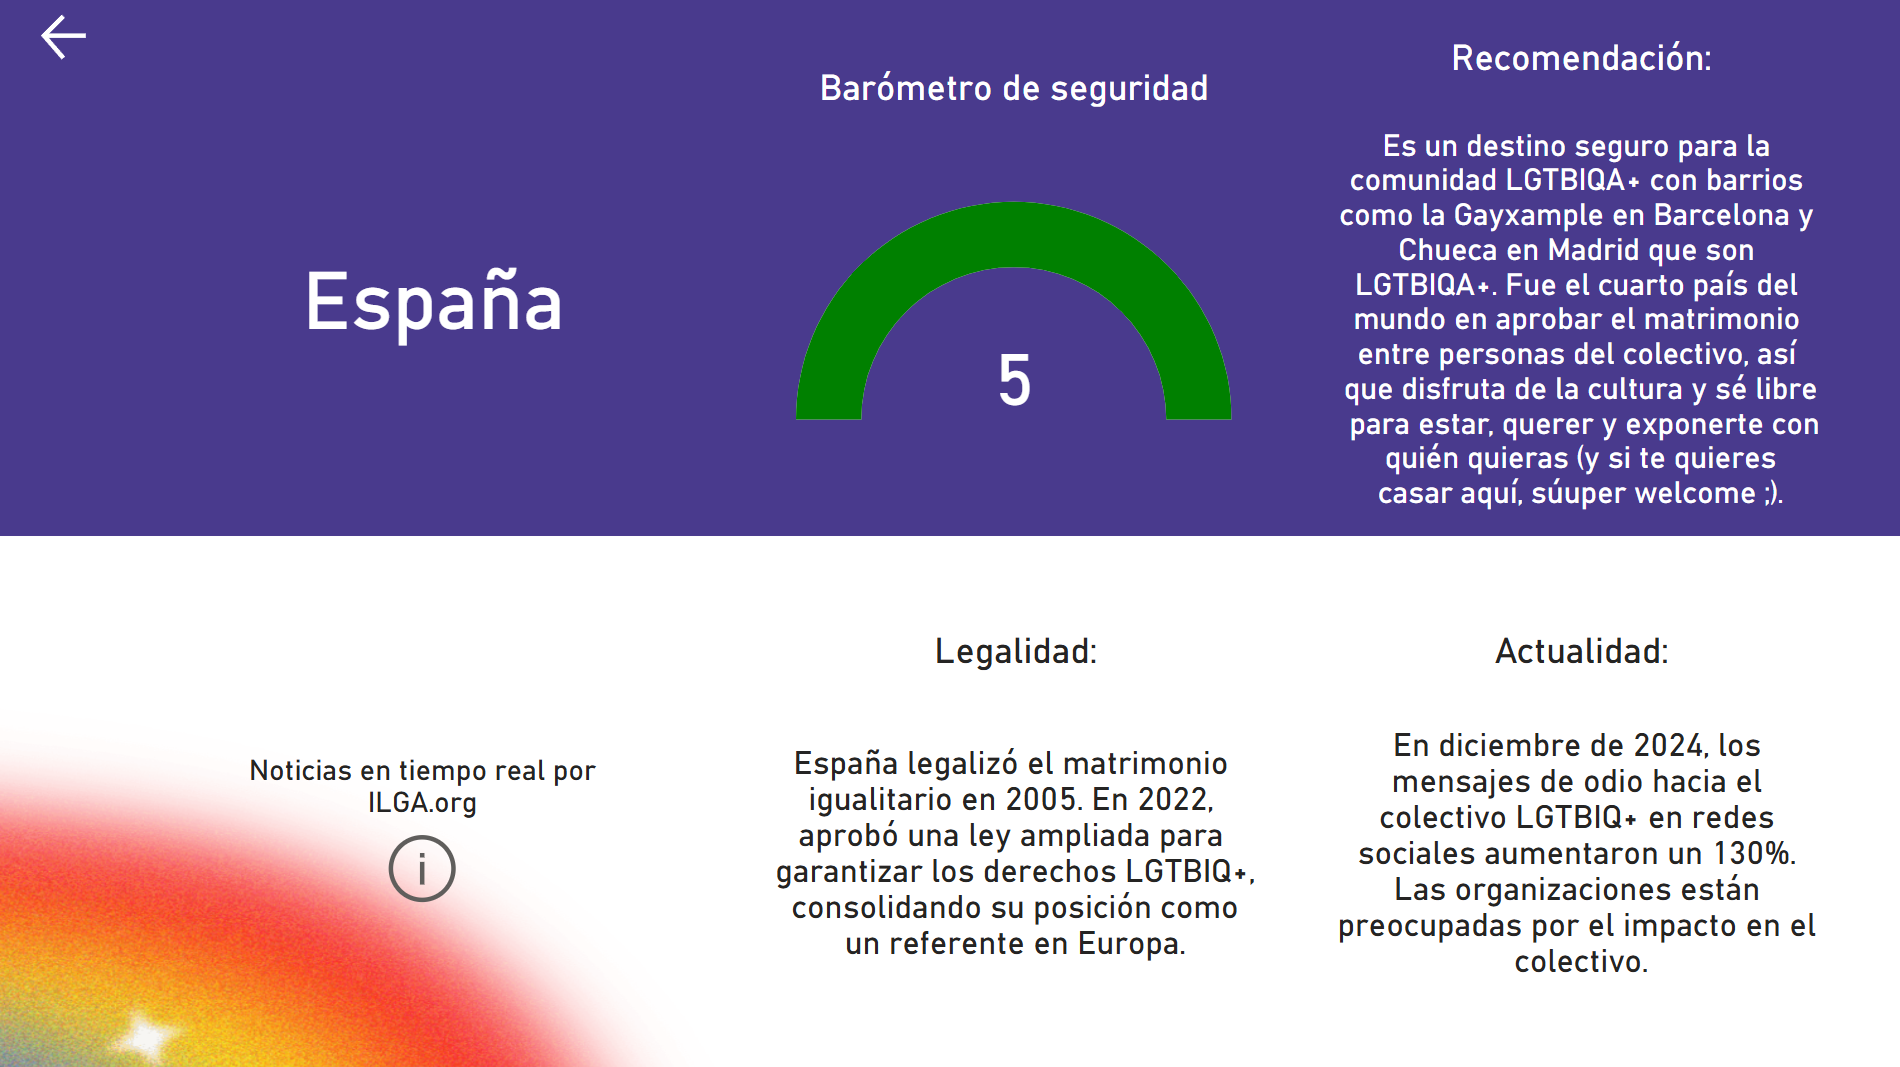 España
Barómetro de seguridad
5
Recomendación:
Es un destino seguro para la
comunidad LGTBIQA+ con barrios
como la Gayxample en Barcelona y
Chueca en Madrid que son
LGTBIQA+. Fue el cuarto país del
mundo en aprobar el matrimonio
entre personas del colectivo, así
que disfruta de la cultura y sé libre
para estar, querer y exponerte con
quién quieras (y si te quieres
casar aquí, súuper welcome ;).
Noticias en tiempo real por
ILGA.org
i
Legalidad:
España legalizó el matrimonio
igualitario en 2005. En 2022,
aprobó una ley ampliada para
garantizar los derechos LGTBIQ+,
consolidando su posición como
un referente en Europa.
Actualidad:
En diciembre de 2024, los
mensajes de odio hacia el
colectivo LGTBIQ+ en redes
sociales aumentaron un 130%.
Las organizaciones están
preocupadas por el impacto en el
colectivo.